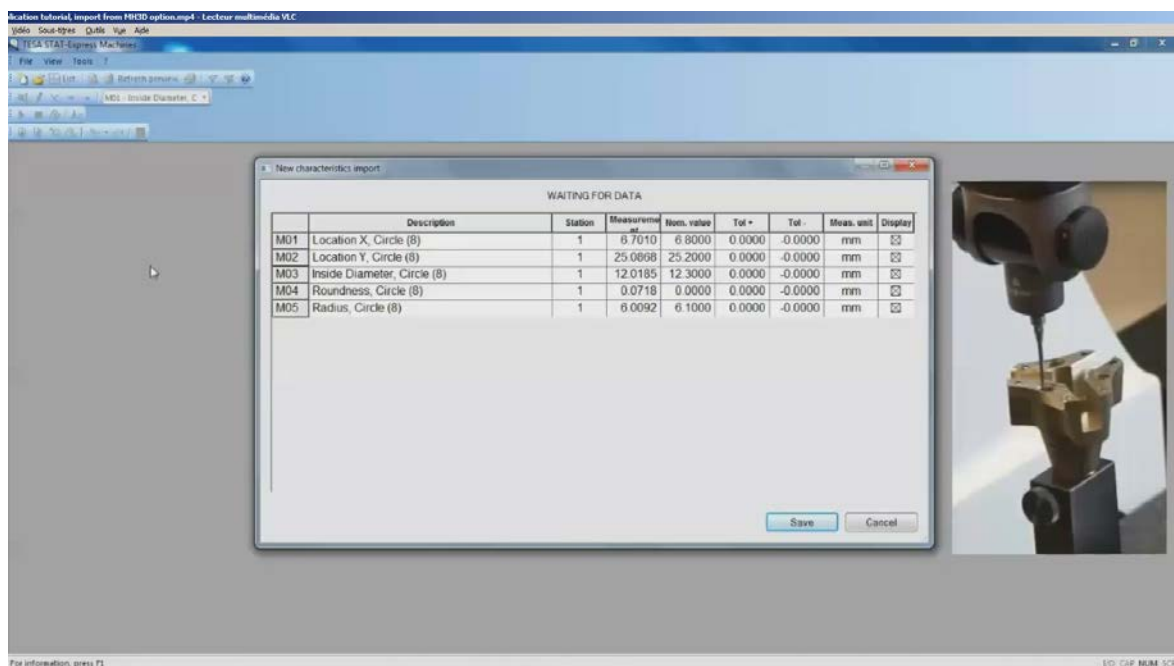 dication tutorial, import from MH3D option.mp4 - Lecteur multimédia VLC
Vidéo Sous-titres Outils Vue Aide
TESA STAT-Express Machines
File View Tools ?
List Refresh preview
M01 - Inside Diameter, C
New characteristics import
WAITING FOR DATA
Description Station Measurement Nom. value Tol + Tol - Meas. unit Display
M01 Location X, Circle (8) 1 6.7010 6.8000 0.0000 -0.0000 mm
M02 Location Y, Circle (8) 1 25.0868 25.2000 0.0000 -0.0000 mm
M03 Inside Diameter, Circle (8) 1 12.0185 12.3000 0.0000 -0.0000 mm
M04 Roundness, Circle (8) 1 0.0718 0.0000 0.0000 -0.0000 mm
M05 Radius, Circle (8) 1 6.0092 6.1000 0.0000 -0.0000 mm
Save Cancel
For information, press F1 CAP NUM